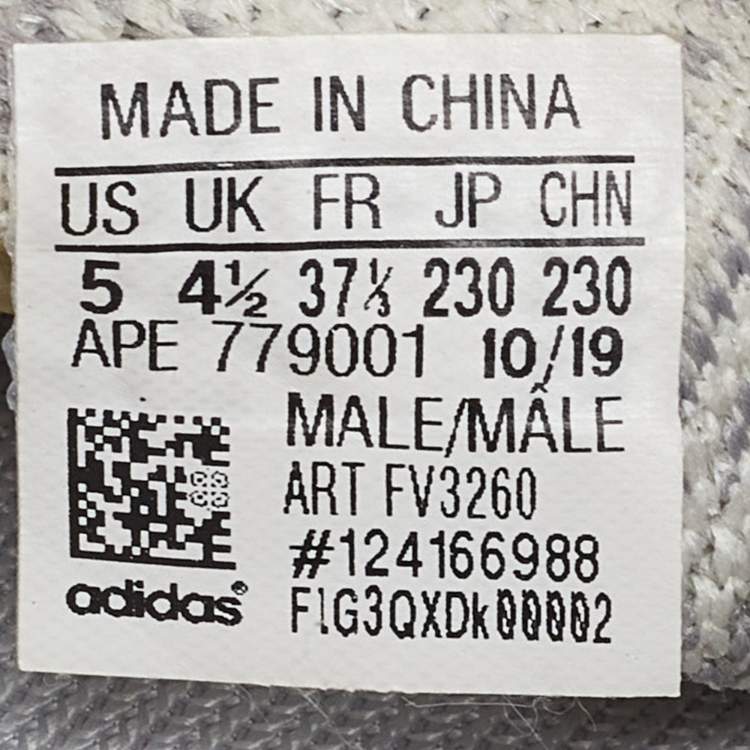 MADE IN CHINA
US UK FR JP CHN
5 4½ 37⅓ 230 230
APE 779001 10/19
MALE/MÂLE
ART FV3260
#124166988
adidas®
F1G3QXDk00002